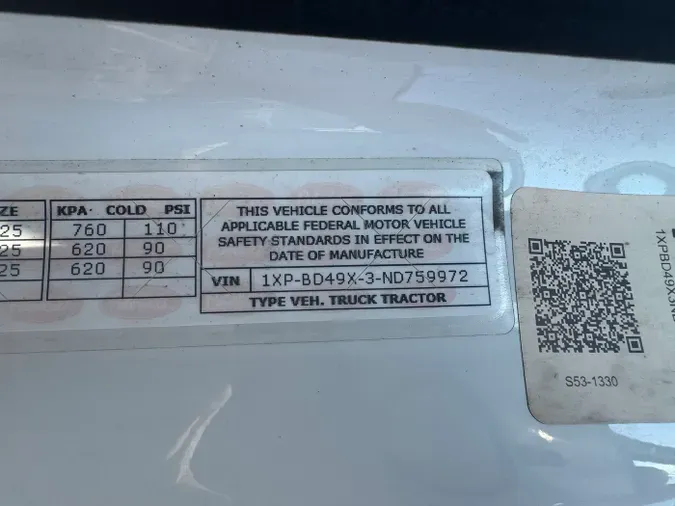 ZE KPA· COLD PSI
25 760 110
25 620 90
25 620 90
THIS VEHICLE CONFORMS TO ALL
APPLICABLE FEDERAL MOTOR VEHICLE
SAFETY STANDARDS IN EFFECT ON THE
DATE OF MANUFACTURE
VIN 1XP-BD49X-3-ND759972
TYPE VEH. TRUCK TRACTOR
S53-1330
1XPBD49X3ND